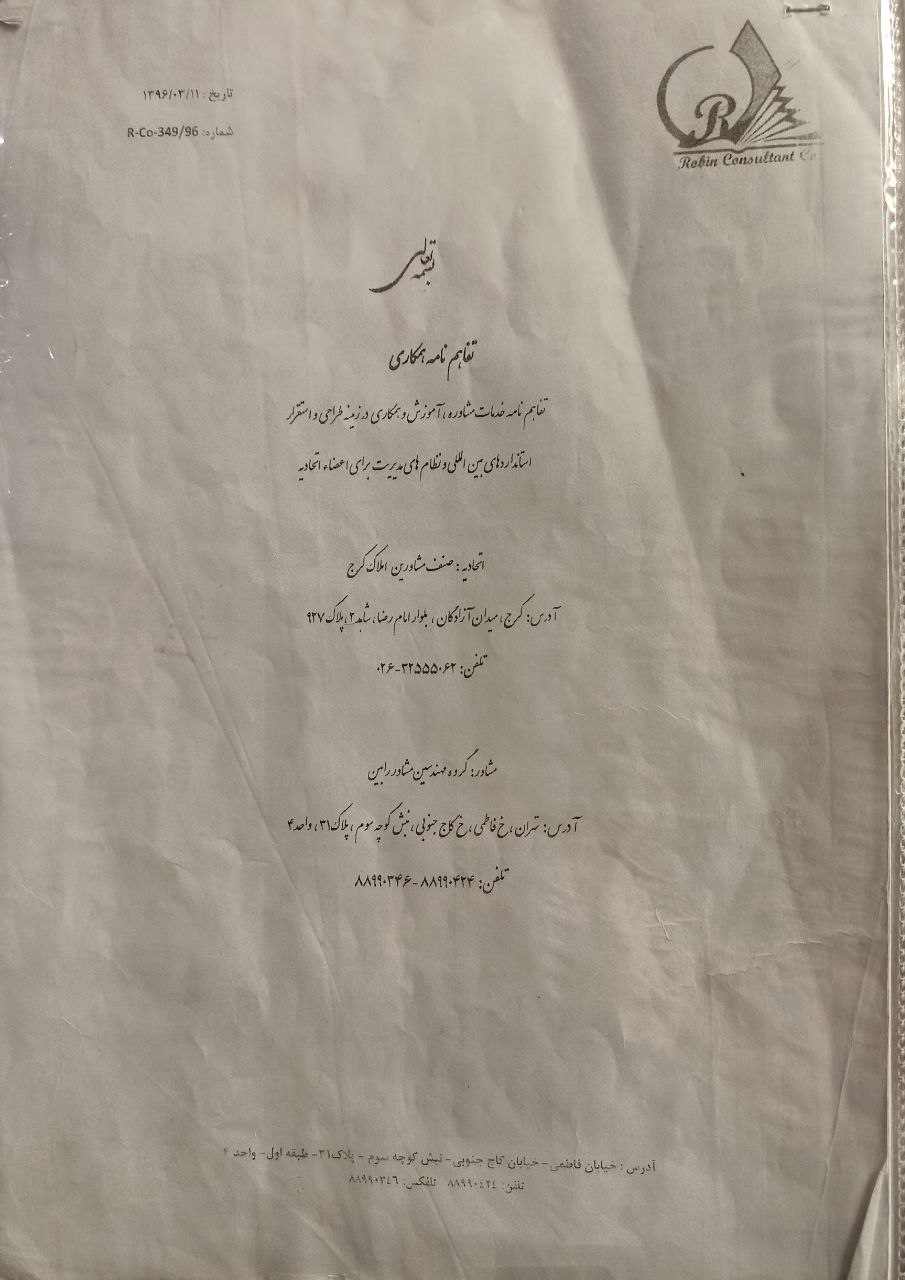 تاریخ: ۱۳۹۶/۰۳/۱۱
شماره: R-Co-349/96
Robin Consultant Co
بسمه تعالی
تفاهم نامه همکاری
تفاهم نامه خدمات مشاوره، آموزش و همکاری در زمینه طراحی و استقرار
استانداردهای بین المللی و نظام های مدیریت برای اعضاء اتحادیه
اتحادیه: صنف مشاورین املاک کرج
آدرس: کرج، میدان آزادگان، بلوار امام رضا، شاهد ۲، پلاک ۹۲۷
تلفن: ۳۲۵۵۵۰۶۲-۰۲۶
مشاور: گروه مهندسین مشاور رابین
آدرس: تهران، خ فاطمی، خ کاج جنوبی، نبش کوچه سوم، پلاک ۳۱، واحد ۴
تلفن: ۸۸۹۹۰۴۲۴-۸۸۹۹۰۳۴۶
آدرس: خیابان فاطمی- خیابان کاج جنوبی- نبش کوچه سوم - پلاک ۳۱- طبقه اول- واحد ۴
تلفن: ۸۸۹۹۰٤۲٤ تلفکس: ۸۸۹۹۰۳٤٦